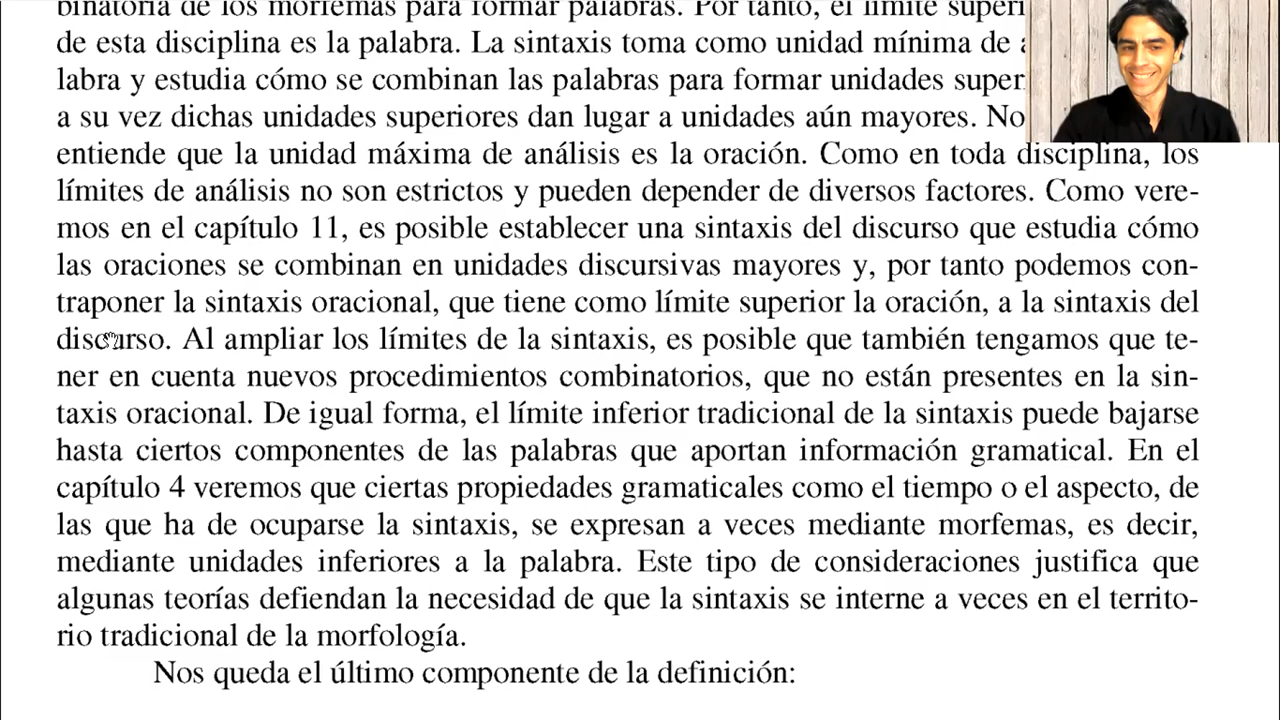 binatoria de los morfemas para formar palabras. Por tanto, el límite
de esta disciplina es la palabra. La sintaxis toma como unidad mínima de
labra y estudia cómo se combinan las palabras para formar unidades
a su vez dichas unidades superiores dan lugar a unidades aún mayores. No
entiende que la unidad máxima de análisis es la oración. Como en toda disciplina, los
límites de análisis no son estrictos y pueden depender de diversos factores. Como vere-
mos en el capítulo 11, es posible establecer una sintaxis del discurso que estudia cómo
las oraciones se combinan en unidades discursivas mayores y, por tanto podemos con-
traponer la sintaxis oracional, que tiene como límite superior la oración, a la sintaxis del
discurso. Al ampliar los límites de la sintaxis, es posible que también tengamos que te-
ner en cuenta nuevos procedimientos combinatorios, que no están presentes en la sin-
taxis oracional. De igual forma, el límite inferior tradicional de la sintaxis puede bajarse
hasta ciertos componentes de las palabras que aportan información gramatical. En el
capítulo 4 veremos que ciertas propiedades gramaticales como el tiempo o el aspecto, de
las que ha de ocuparse la sintaxis, se expresan a veces mediante morfemas, es decir,
mediante unidades inferiores a la palabra. Este tipo de consideraciones justifica que
algunas teorías defiendan la necesidad de que la sintaxis se interne a veces en el territo-
rio tradicional de la morfología.
Nos queda el último componente de la definición: